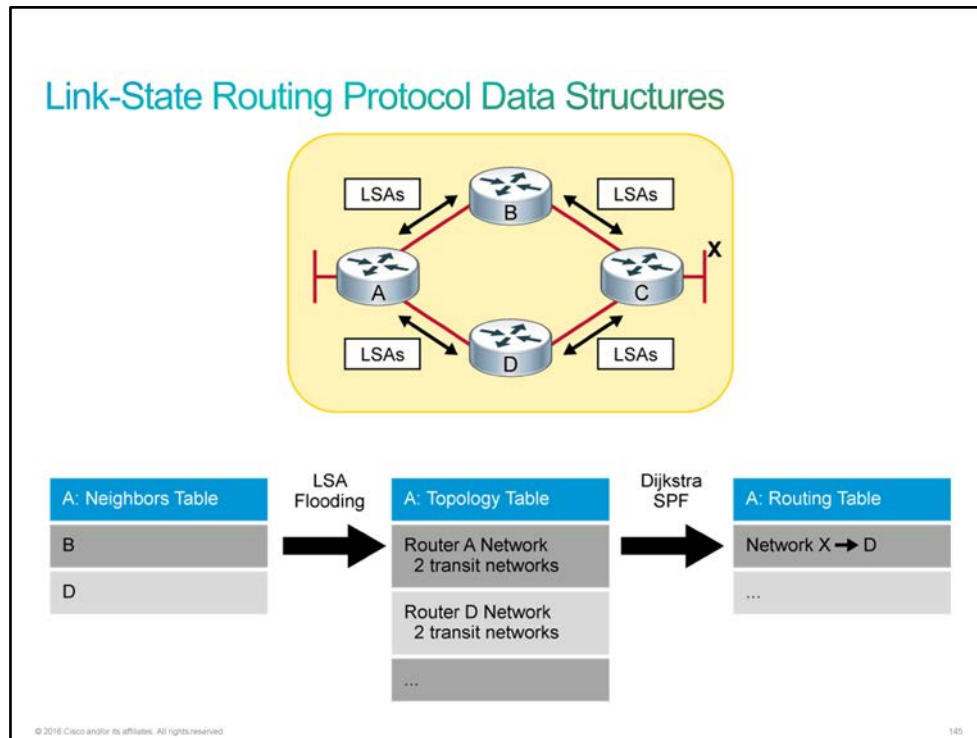 Link-State Routing Protocol Data Structures
LSAs
B
LSAs
X
A
C
LSAs
D
LSAs
A: Neighbors Table
B
D
LSA
Flooding
A: Topology Table
Router A Network
2 transit networks
Router D Network
2 transit networks
...
Dijkstra
SPF
A: Routing Table
Network X → D
...
© 2016 Cisco and/or its affiliates. All rights reserved.
145